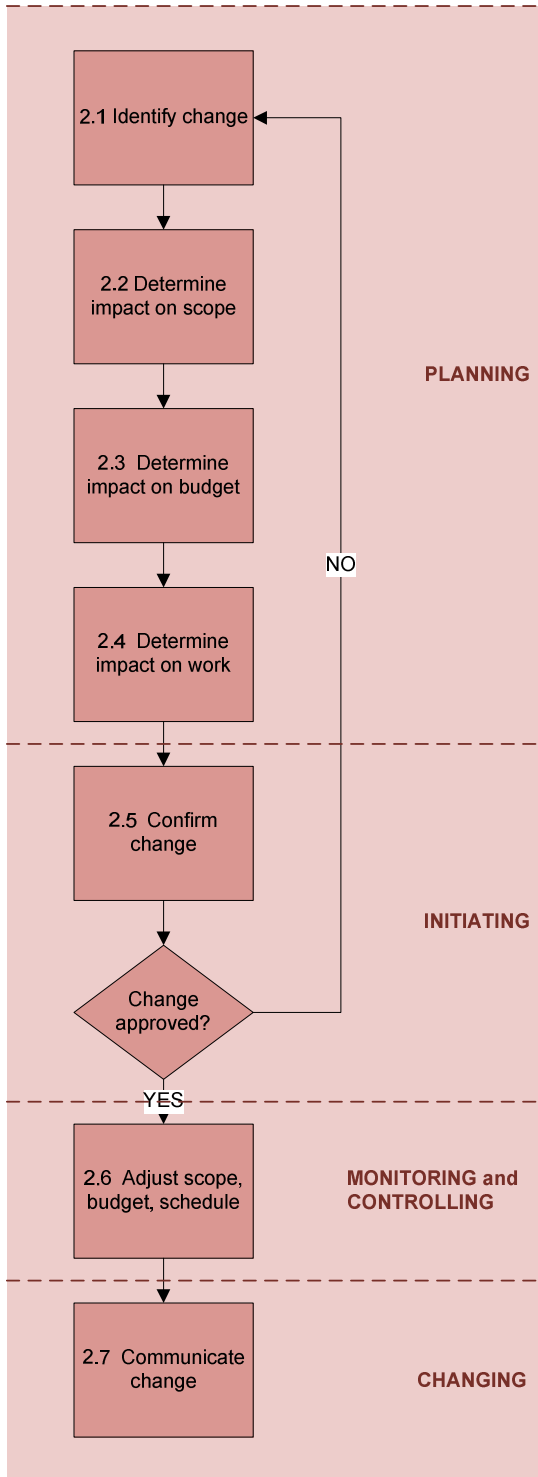 2.1 Identify change
2.2 Determine
impact on scope
PLANNING
2.3 Determine
impact on budget
NO
2.4 Determine
impact on work
2.5 Confirm
change
INITIATING
Change
approved?
YES
2.6 Adjust scope,
budget, schedule
MONITORING and
CONTROLLING
2.7 Communicate
change
CHANGING